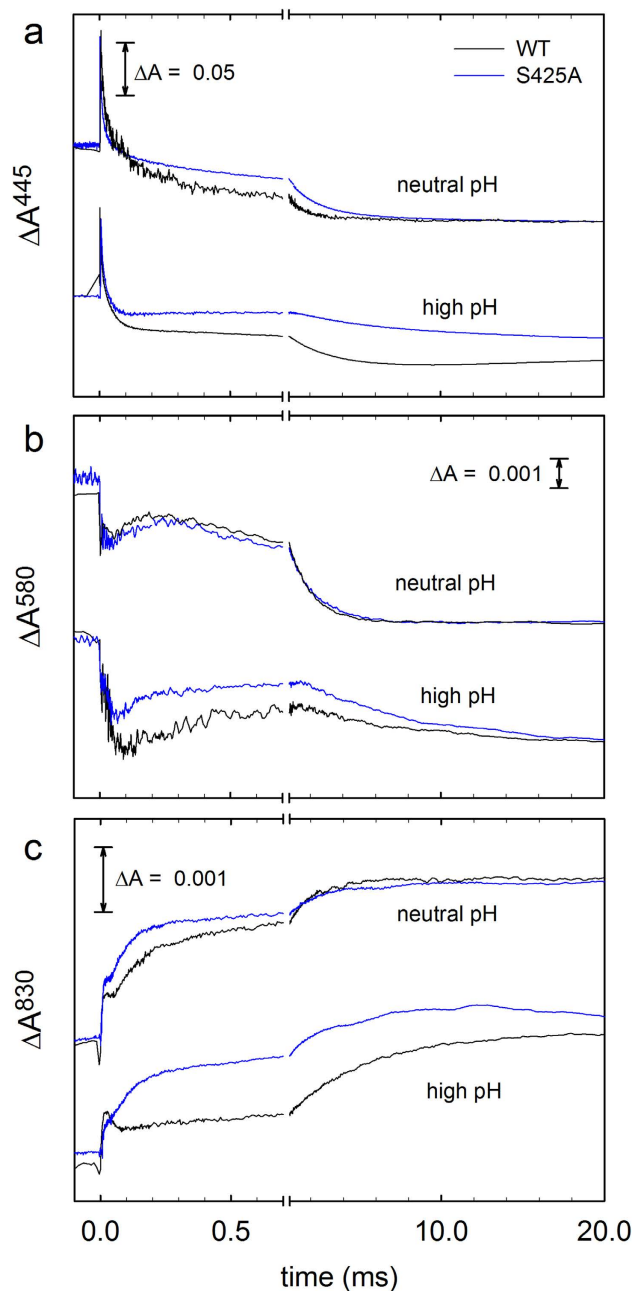 a
WT
S425A
ΔA = 0.05
ΔA⁴⁴⁵
neutral pH
high pH
b
ΔA = 0.001
ΔA⁵⁸⁰
neutral pH
high pH
c
ΔA = 0.001
ΔA⁸³⁰
neutral pH
high pH
0.0 0.5 10.0 20.0
time (ms)